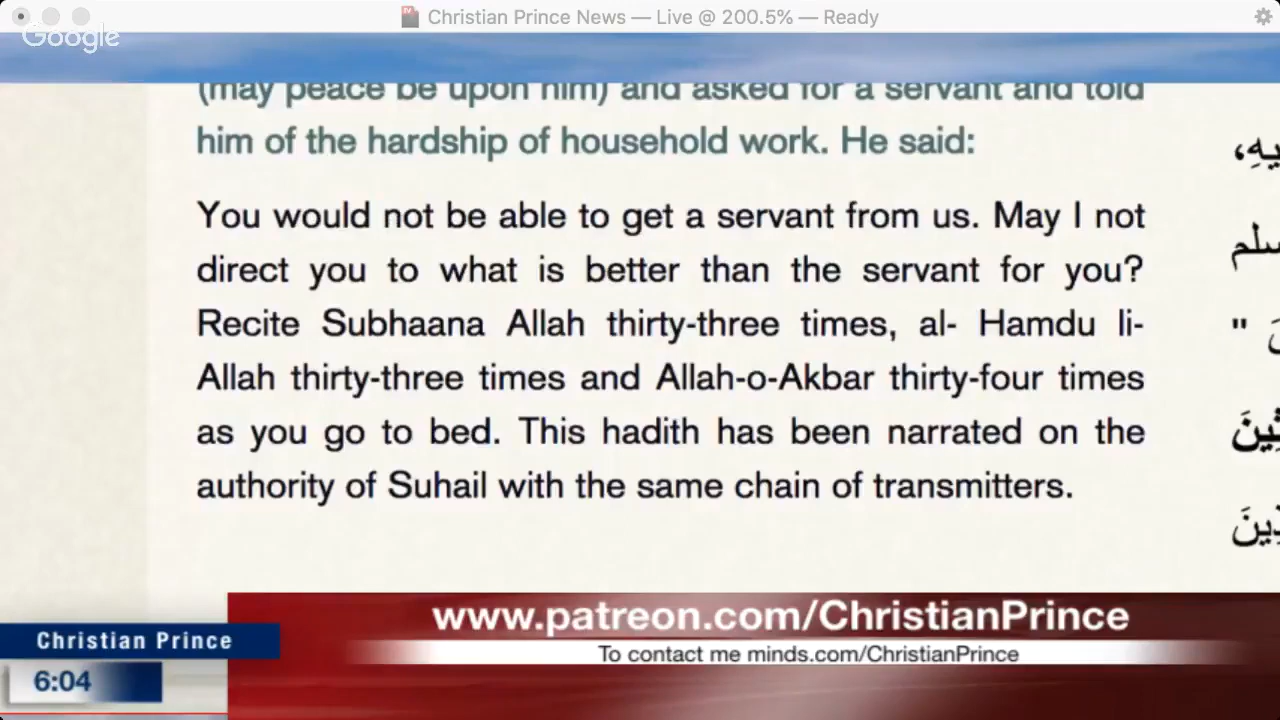 Christian Prince News — Live @ 200.5% — Ready
Google
(may peace be upon him) and asked for a servant and told
him of the hardship of household work. He said:
You would not be able to get a servant from us. May I not
direct you to what is better than the servant for you?
Recite Subhaana Allah thirty-three times, al- Hamdu li-
Allah thirty-three times and Allah-o-Akbar thirty-four times
as you go to bed. This hadith has been narrated on the
authority of Suhail with the same chain of transmitters.
www.patreon.com/ChristianPrince
Christian Prince
To contact me minds.com/ChristianPrince
6:04